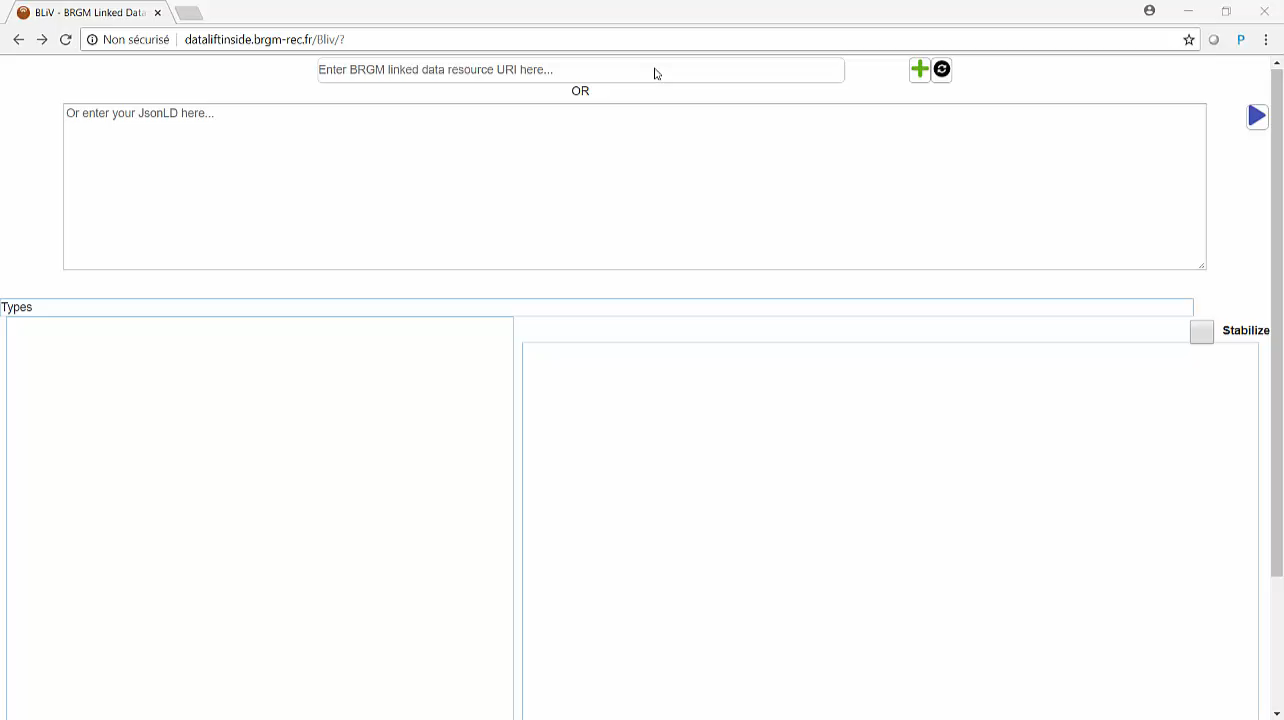 BLiV - BRGM Linked Data
Non sécurisé
dataliftinside.brgm-rec.fr/Bliv/?
P
Enter BRGM linked data resource URI here...
OR
Or enter your JsonLD here...
Types
Stabilize